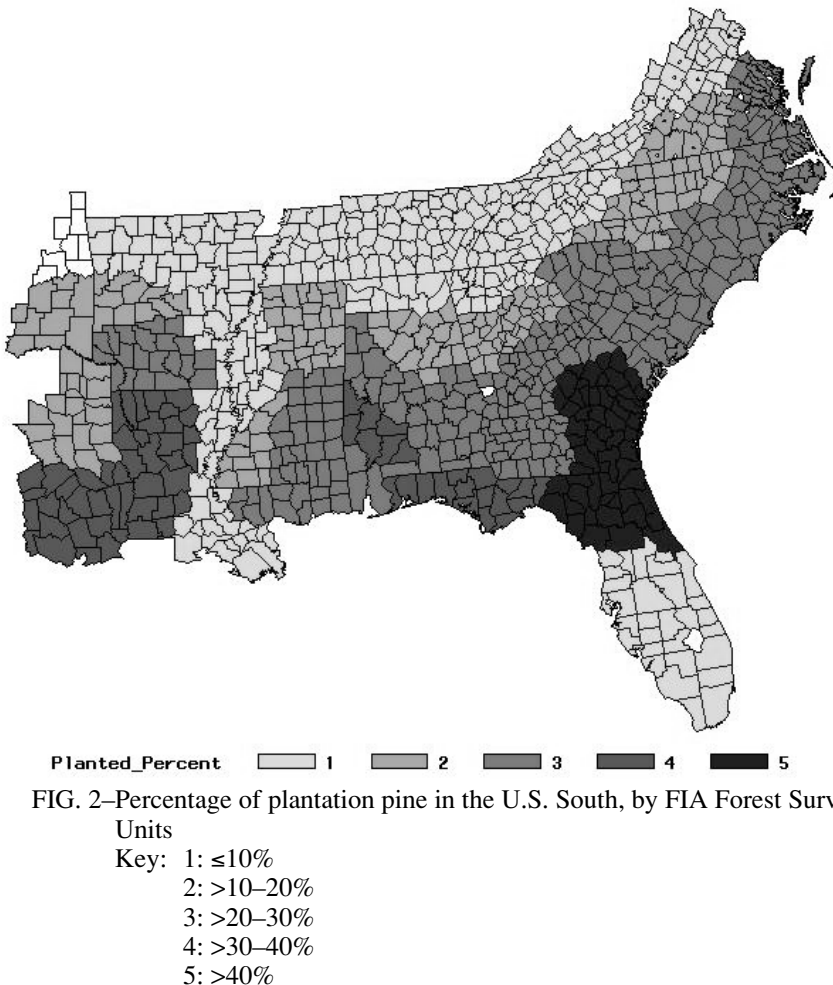 Planted_Percent 1 2 3 4 5
FIG. 2–Percentage of plantation pine in the U.S. South, by FIA Forest Surv
Units
Key: 1: ≤10%
2: >10–20%
3: >20–30%
4: >30–40%
5: >40%